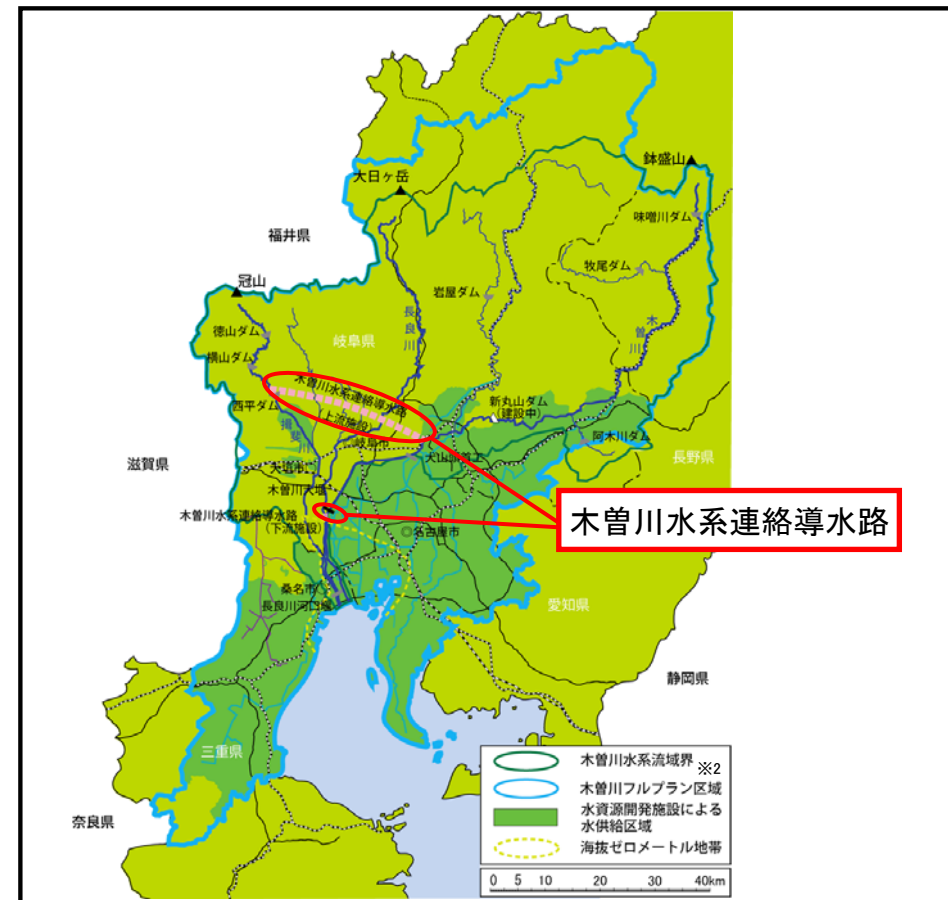 鉢盛山
大日ヶ岳
味噌川ダム
福井県
牧尾ダム
冠山
岩屋ダム
長良川
木曽川
徳山ダム
岐阜県
横山ダム
木曽川水系連絡導水路
(上流施設)
新丸山ダム
(建設中)
西平ダム
揖斐川
◎岐阜市
阿木川ダム
犬山頭首工
長野県
滋賀県
大垣市
木曽川大堰
木曽川水系連絡導水路
(下流施設)
木曽川水系連絡導水路
◎名古屋市
桑名市
長良川河口堰
愛知県
静岡県
三重県
奈良県
木曽川水系流域界 ※2
木曽川フルプラン区域
水資源開発施設による
水供給区域
海抜ゼロメートル地帯
0 5 10 20 30 40km